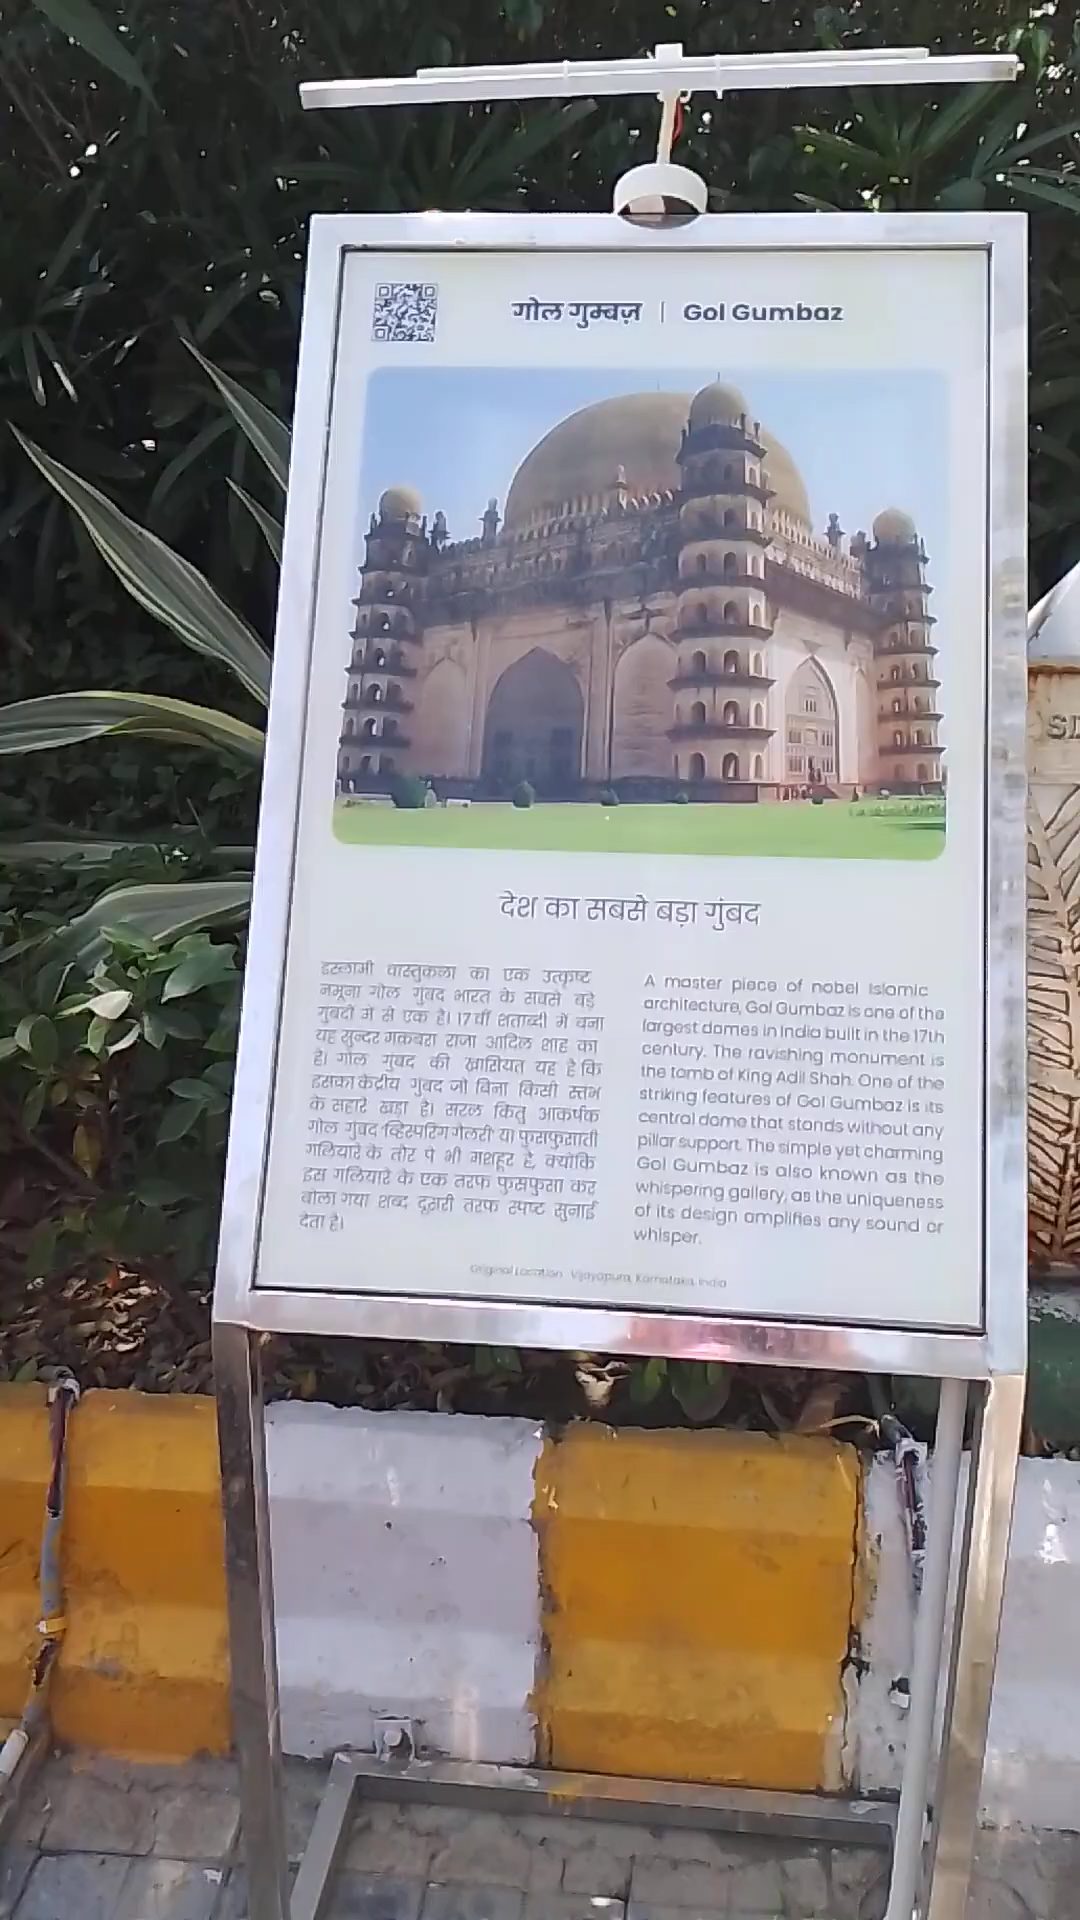 गोल गुम्बज़ | Gol Gumbaz
देश का सबसे बड़ा गुंबद
इस्लामी वास्तुकला का एक उत्कृष्ट
नमूना गोल गुंबद भारत के सबसे बड़े
गुंबदों में से एक है। 17वीं शताब्दी में बना
यह सुन्दर मकबरा राजा आदिल शाह का
है। गोल गुंबद की खासियत यह है कि
इसका केंद्रीय गुंबद जो बिना किसी स्तंभ
के सहारे खड़ा है। सरल किंतु आकर्षक
गोल गुंबद 'व्हिस्परिंग गैलरी' या फुसफुसाती
गलियारे के तौर पे भी मशहूर है, क्योंकि
इस गलियारे के एक तरफ फुसफुसा कर
बोला गया शब्द दूसरी तरफ स्पष्ट सुनाई
देता है।
A master piece of nobel Islamic
architecture, Gol Gumbaz is one of the
largest domes in India built in the 17th
century. The ravishing monument is
the tomb of King Adil Shah. One of the
striking features of Gol Gumbaz is its
central dome that stands without any
pillar support. The simple yet charming
Gol Gumbaz is also known as the
whispering gallery, as the uniqueness
of its design amplifies any sound or
whisper.
Original Location: Vijayapura, Karnataka, India